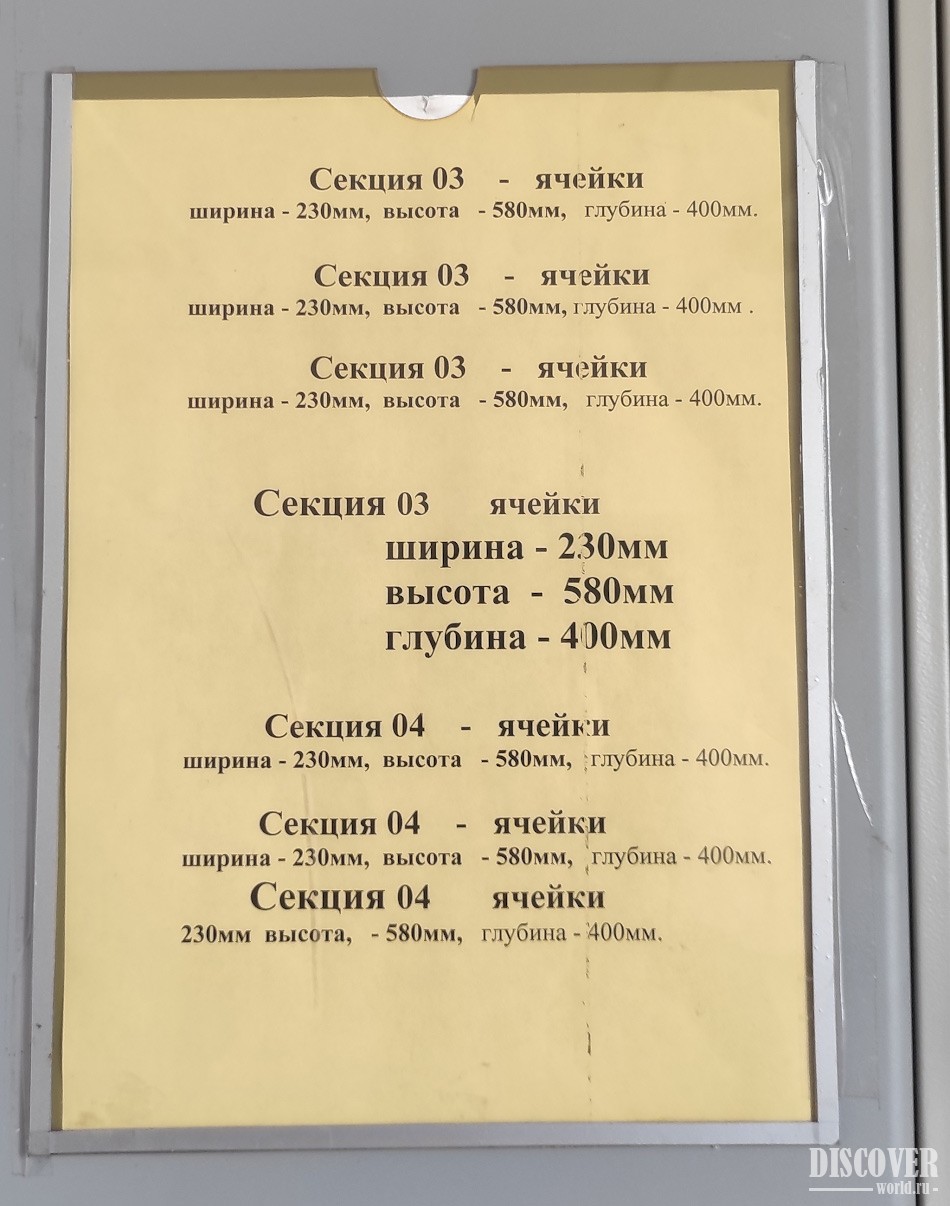 Секция 03 - ячейки
ширина - 230мм, высота - 580мм, глубина - 400мм.
Секция 03 - ячейки
ширина - 230мм, высота - 580мм, глубина - 400мм .
Секция 03 - ячейки
ширина - 230мм, высота - 580мм, глубина - 400мм.
Секция 03 ячейки
ширина - 230мм
высота - 580мм
глубина - 400мм
Секция 04 - ячейки
ширина - 230мм, высота - 580мм, глубина - 400мм.
Секция 04 - ячейки
ширина - 230мм, высота - 580мм, глубина - 400мм.
Секция 04 ячейки
230мм высота, - 580мм, глубина - 400мм.
DISCOVER
world.ru -